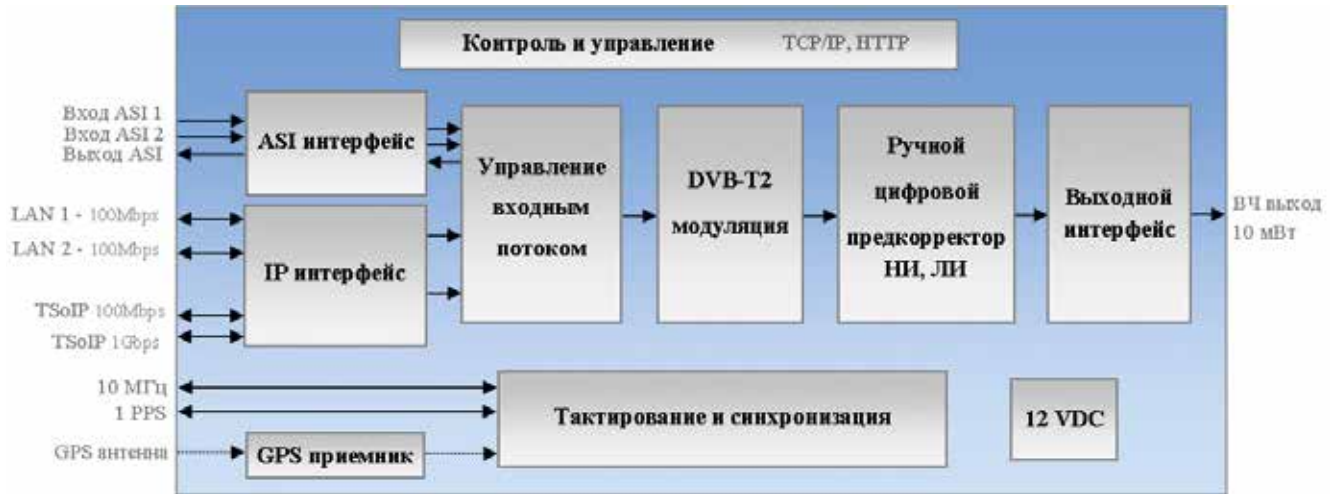 Контроль и управление TCP/IP, HTTP
Вход ASI 1
Вход ASI 2
Выход ASI
ASI интерфейс
LAN 1 - 100Mbps
LAN 2 - 100Mbps
TSoIP 100Mbps
TSoIP 1Gbps
IP интерфейс
Управление
входным
потоком
DVB-T2
модуляция
Ручной
цифровой
предкорректор
НИ, ЛИ
Выходной
интерфейс
ВЧ выход
10 мВт
10 МГц
1 PPS
GPS антенна
GPS приемник
Тактирование и синхронизация
12 VDC